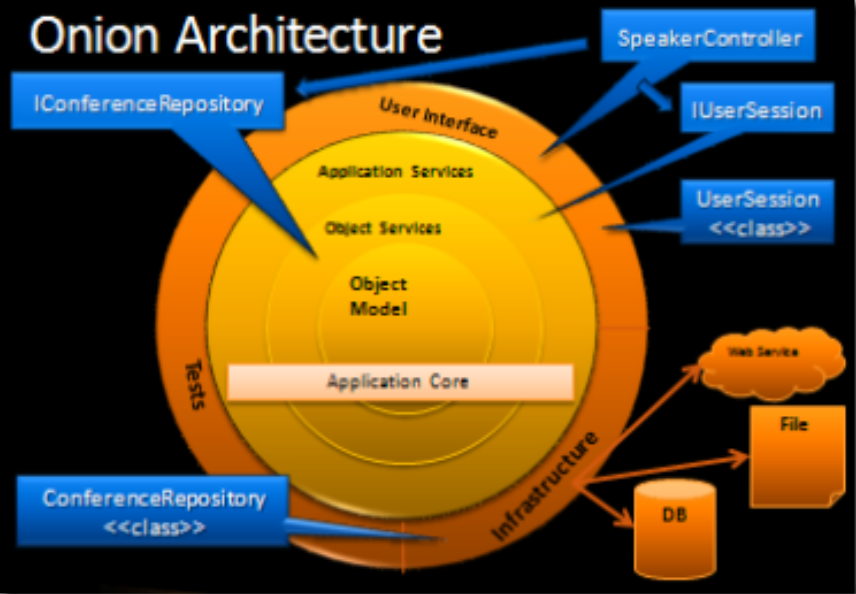 Onion Architecture
SpeakerController
IConferenceRepository
IUserSession
User Interface
Application Services
UserSession
<<class>>
Object Services
Object
Model
Web Service
Tests
Application Core
File
Infrastructure
ConferenceRepository
<<class>>
DB